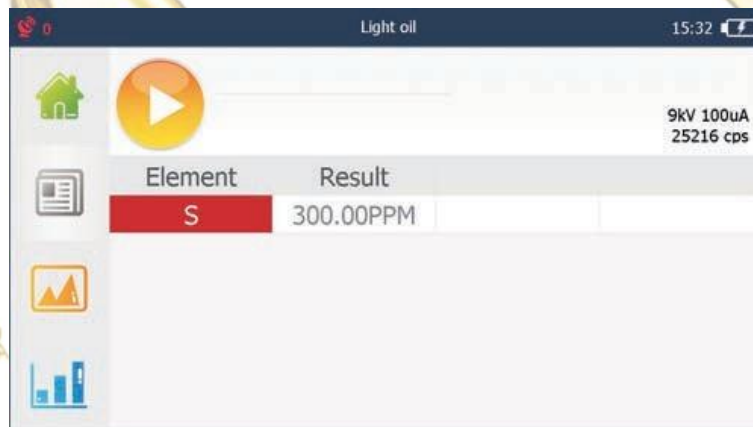 0 Light oil 15:32
9kV 100uA
25216 cps
Element Result
S 300.00PPM